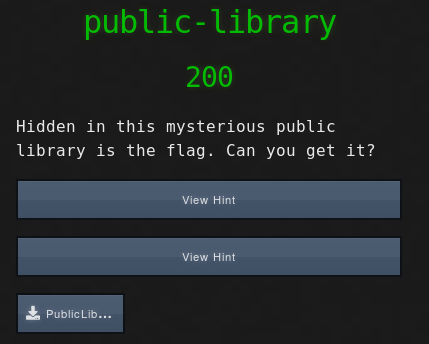 public-library
200
Hidden in this mysterious public
library is the flag. Can you get it?
View Hint
View Hint
PublicLib...